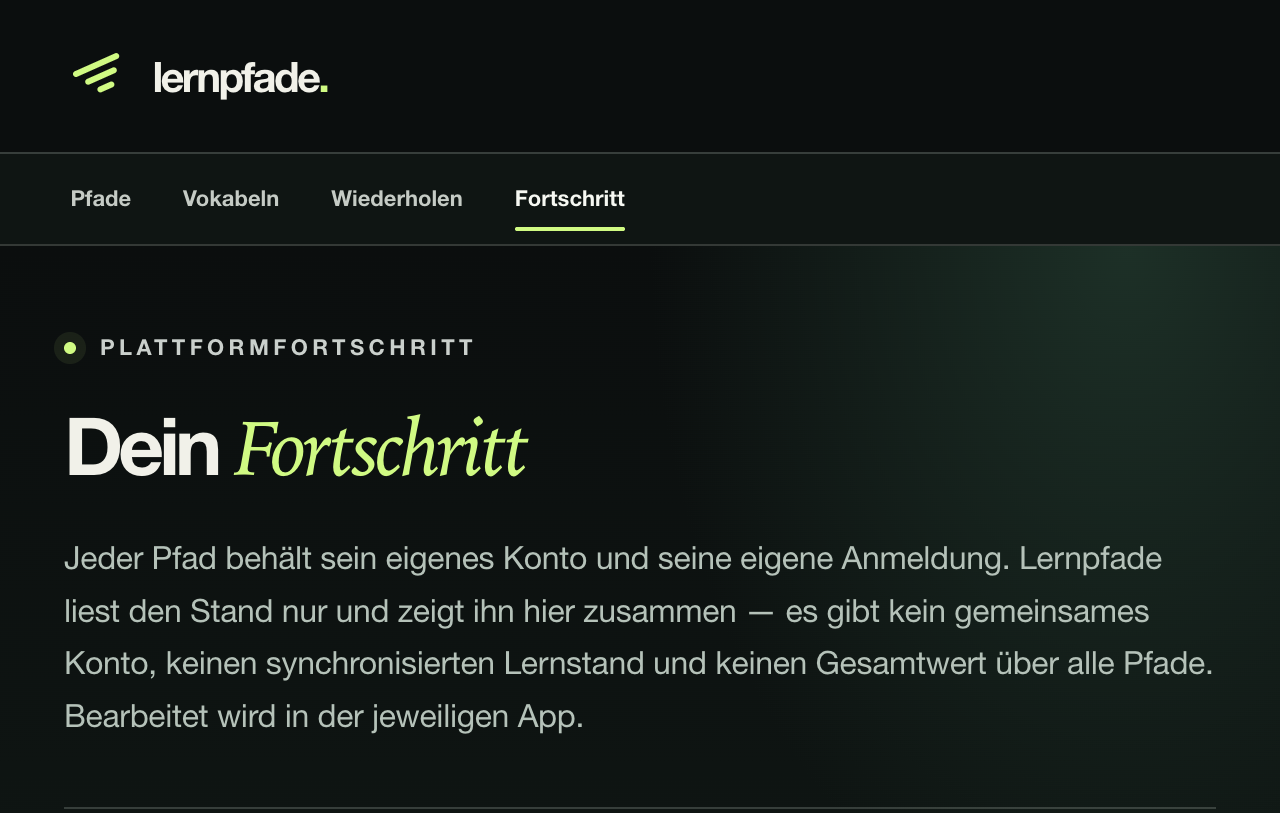 lernpfade.
Pfade Vokabeln Wiederholen Fortschritt
PLATTFORMFORTSCHRITT
Dein Fortschritt
Jeder Pfad behält sein eigenes Konto und seine eigene Anmeldung. Lernpfade
liest den Stand nur und zeigt ihn hier zusammen — es gibt kein gemeinsames
Konto, keinen synchronisierten Lernstand und keinen Gesamtwert über alle Pfade.
Bearbeitet wird in der jeweiligen App.